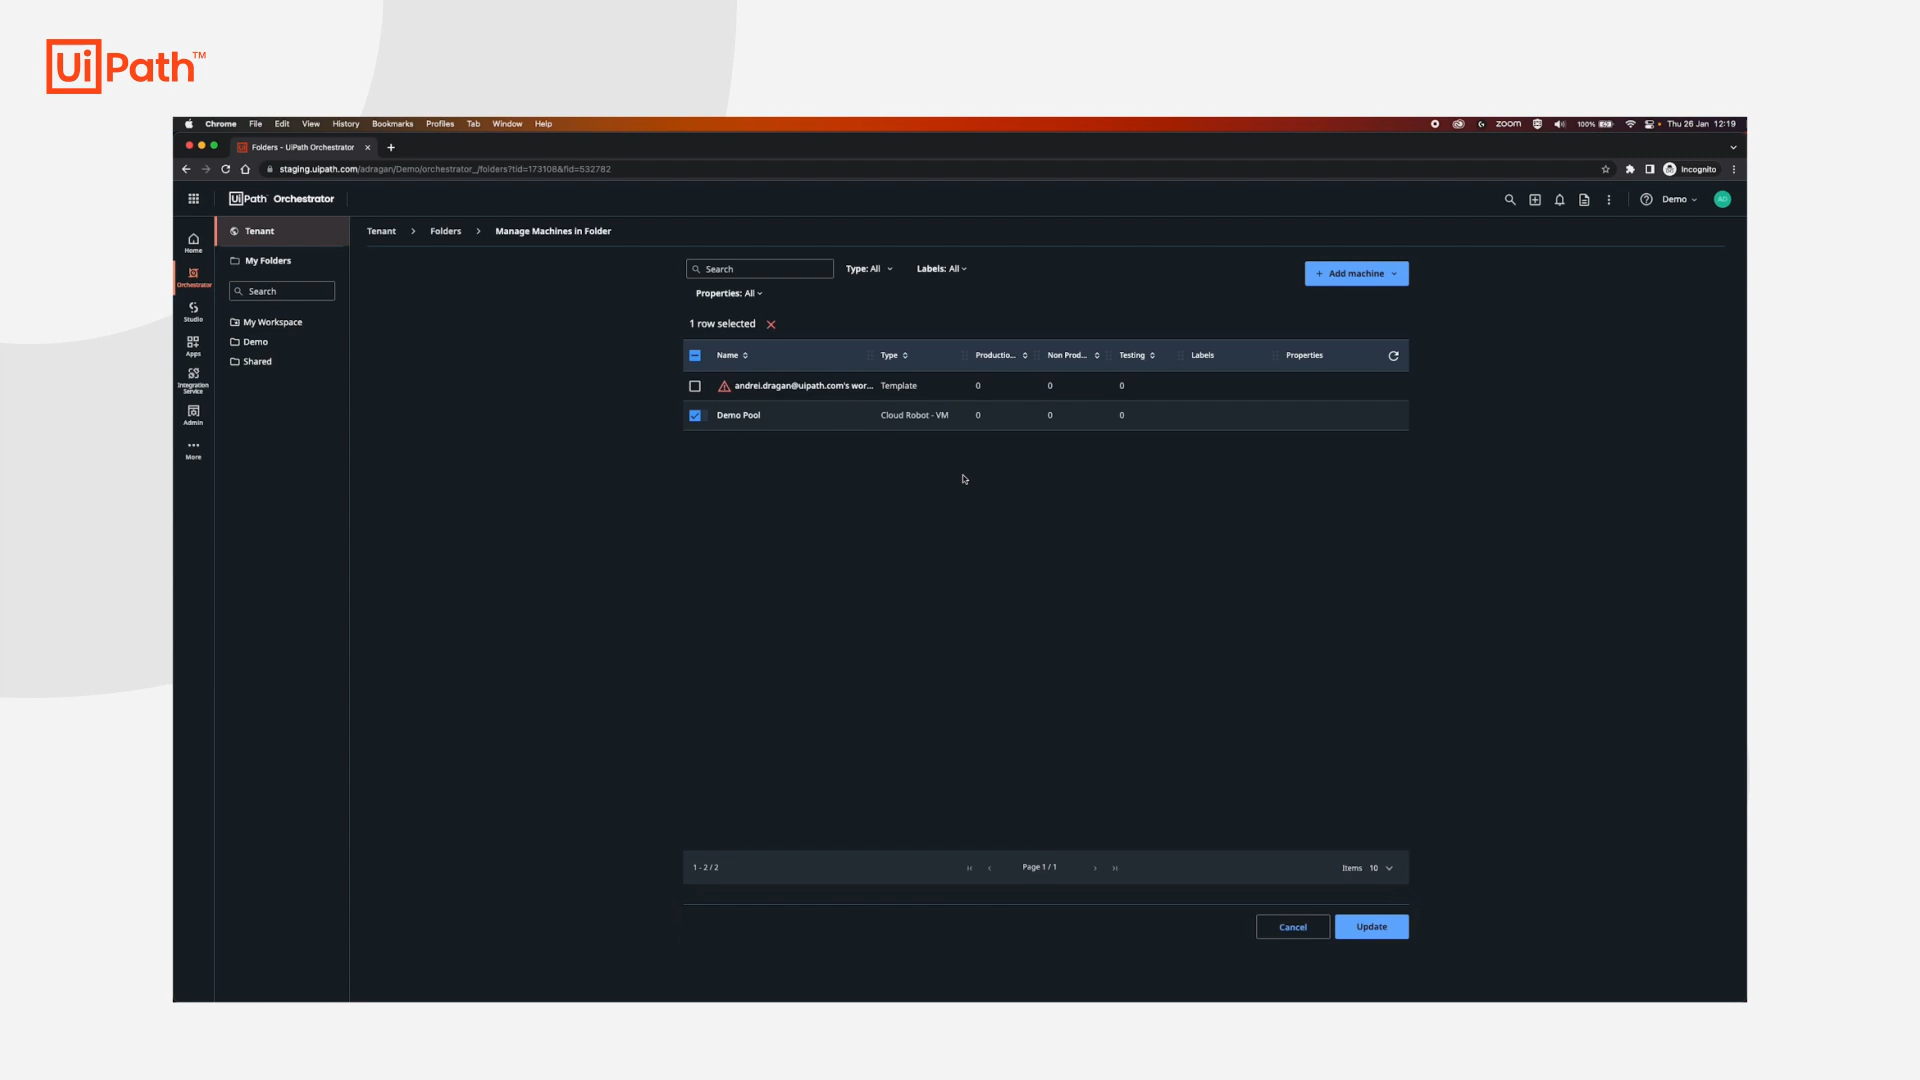 UiPath™
Chrome File Edit View History Bookmarks Profiles Tab Window Help zoom 100% Thu 26 Jan 12:19
Folders - UiPath Orchestrator
staging.uipath.com/adragan/Demo/orchestrator_/folders?tid=173108&fid=532782 Incognito
UiPath Orchestrator Demo AD
Tenant
Tenant > Folders > Manage Machines in Folder
My Folders
Search
My Workspace
Demo
Shared
Home
Orchestrator
Studio
Apps
Integration
Service
Admin
More
Search Type: All Labels: All + Add machine
Properties: All
1 row selected
Name Type Productio... Non Prod... Testing Labels Properties
andrei.dragan@uipath.com's wor... Template 0 0 0
Demo Pool Cloud Robot - VM 0 0 0
1 - 2 / 2 Page 1 / 1 Items 10
Cancel Update